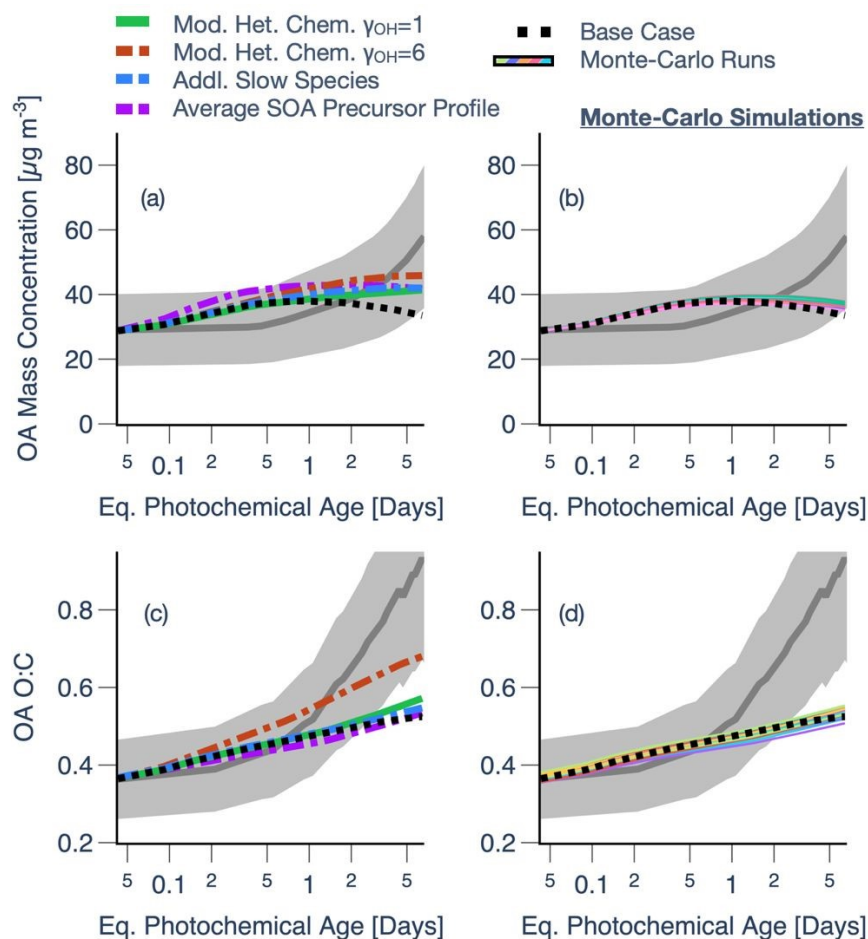 Mod. Het. Chem. γOH=1
Mod. Het. Chem. γOH=6
Addl. Slow Species
Average SOA Precursor Profile
Base Case
Monte-Carlo Runs
Monte-Carlo Simulations
OA Mass Concentration [µg m-3]
80
60
40
20
0
(a)
5 0.1 2 5 1 2 5
Eq. Photochemical Age [Days]
80
60
40
20
0
(b)
5 0.1 2 5 1 2 5
Eq. Photochemical Age [Days]
OA O:C
0.8
0.6
0.4
0.2
(c)
5 0.1 2 5 1 2 5
Eq. Photochemical Age [Days]
0.8
0.6
0.4
0.2
(d)
5 0.1 2 5 1 2 5
Eq. Photochemical Age [Days]